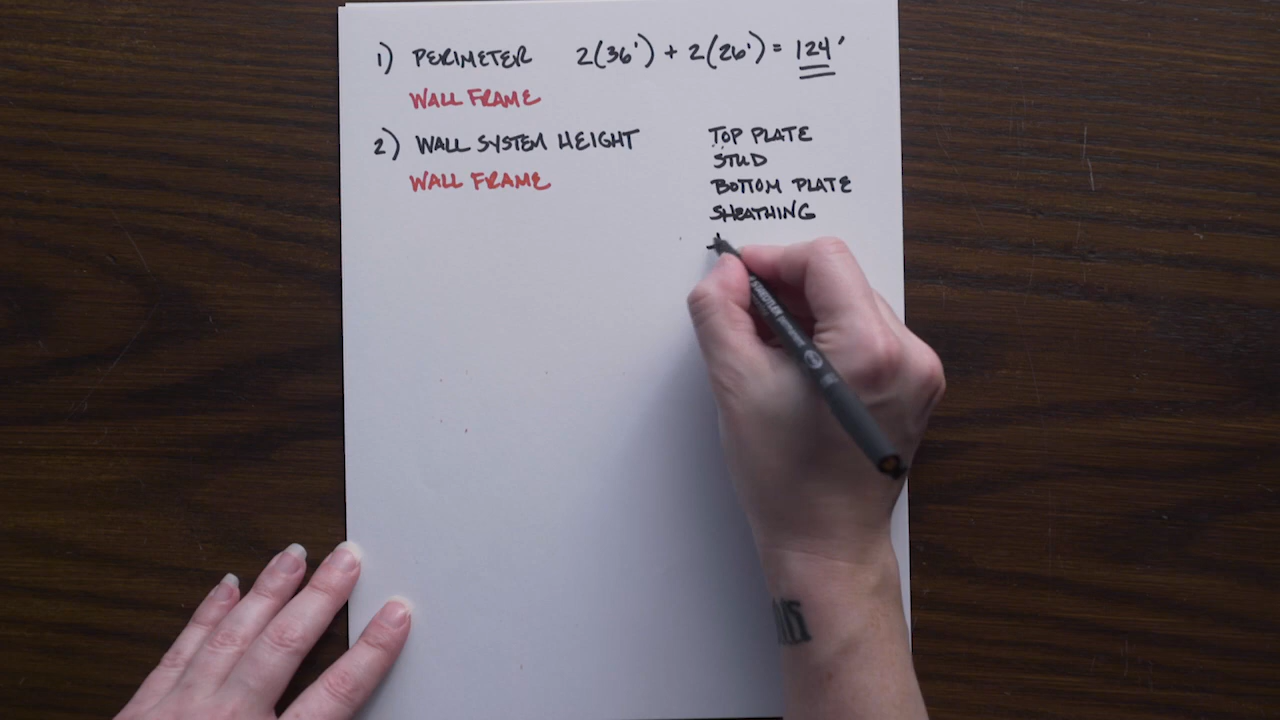 1) PERIMETER 2(36') + 2(26') = 124'
WALL FRAME
2) WALL SYSTEM HEIGHT
WALL FRAME
TOP PLATE
STUD
BOTTOM PLATE
SHEATHING
STAEDTLER